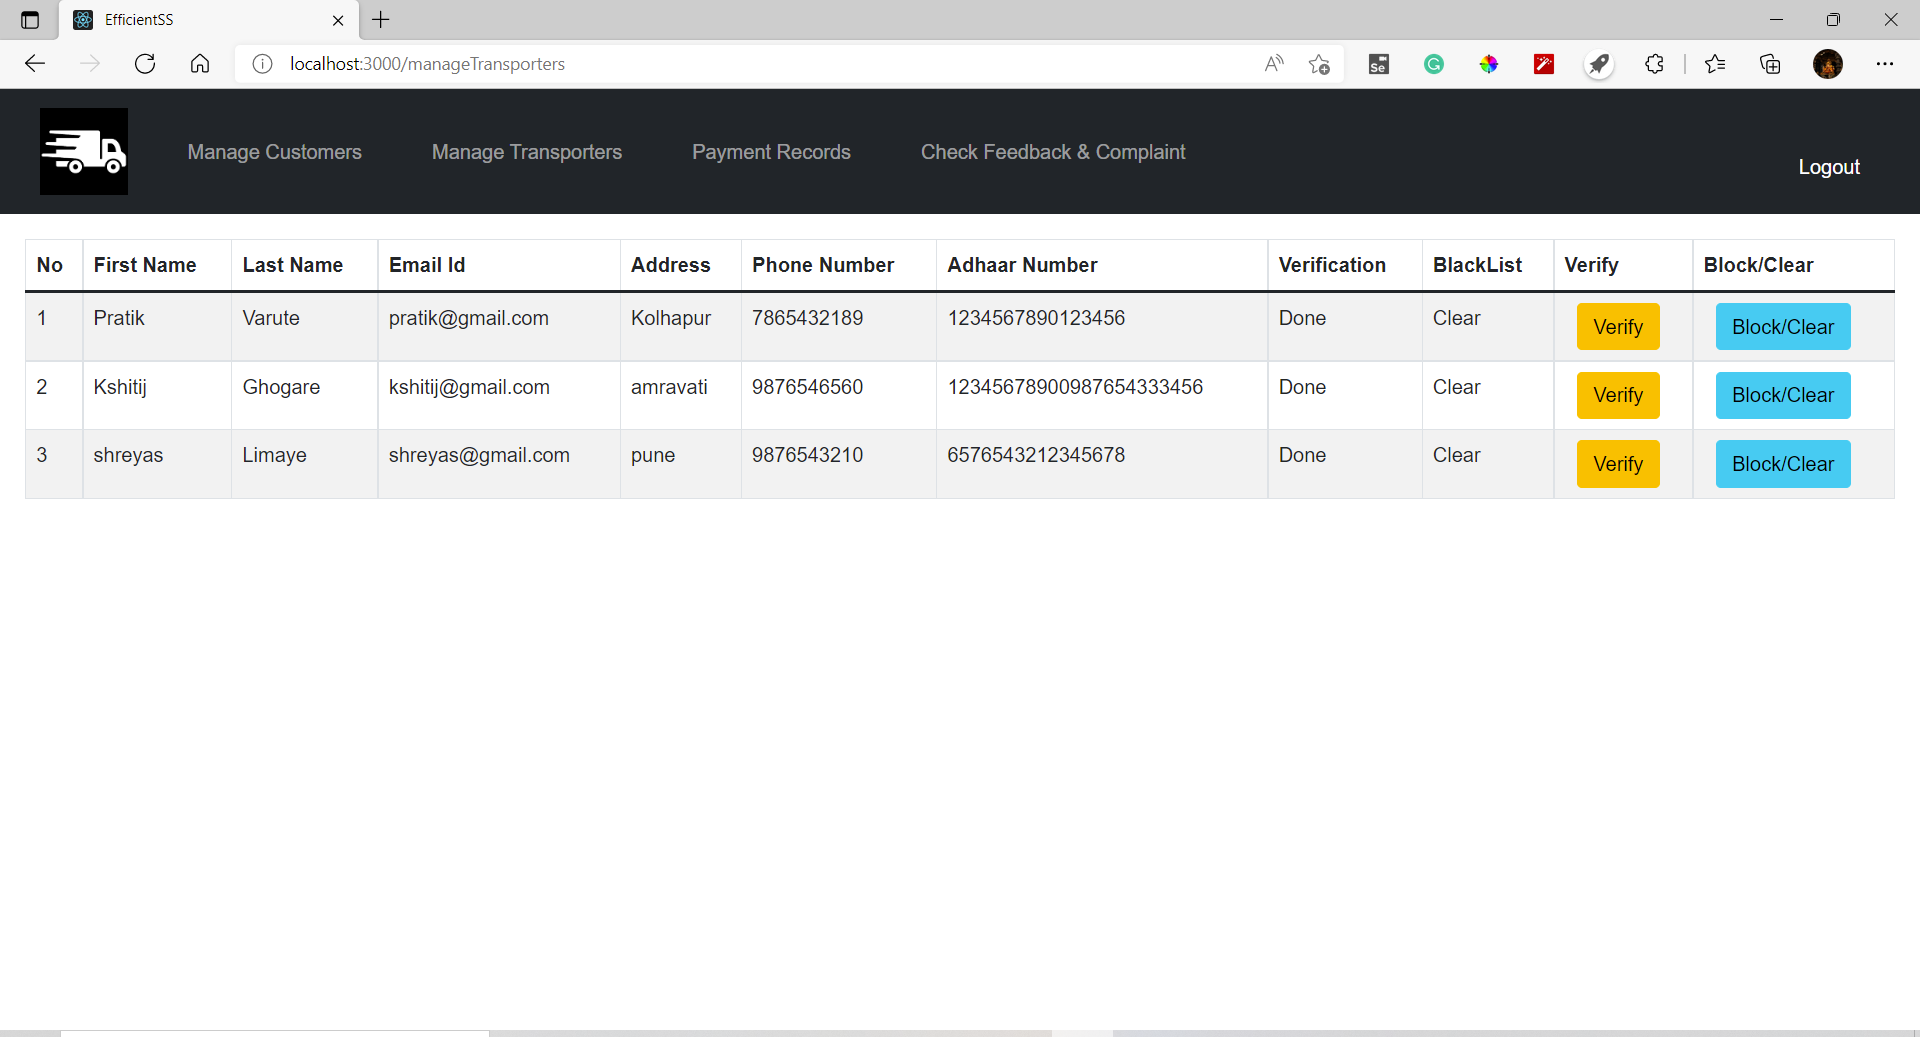 EfficientSS
localhost:3000/manageTransporters
Manage Customers Manage Transporters Payment Records Check Feedback & Complaint Logout
No First Name Last Name Email Id Address Phone Number Adhaar Number Verification BlackList Verify Block/Clear
1 Pratik Varute pratik@gmail.com Kolhapur 7865432189 1234567890123456 Done Clear Verify Block/Clear
2 Kshitij Ghogare kshitij@gmail.com amravati 9876546560 12345678900987654333456 Done Clear Verify Block/Clear
3 shreyas Limaye shreyas@gmail.com pune 9876543210 6576543212345678 Done Clear Verify Block/Clear